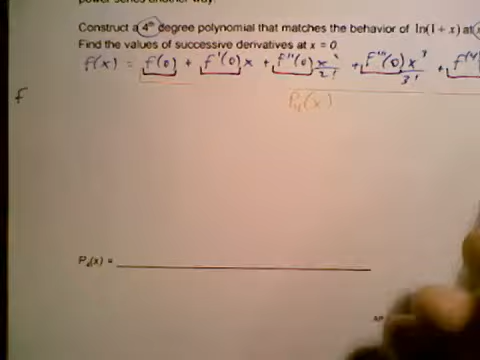 power series another way.
Construct a 4th degree polynomial that matches the behavior of ln(1 + x) at
Find the values of successive derivatives at x = 0
f(x) = f(0) + f'(0)x + f''(0)x²/2! + f'''(0)x³/3! + f⁽⁴⁾
P₄(x)
f
P₄(x) =